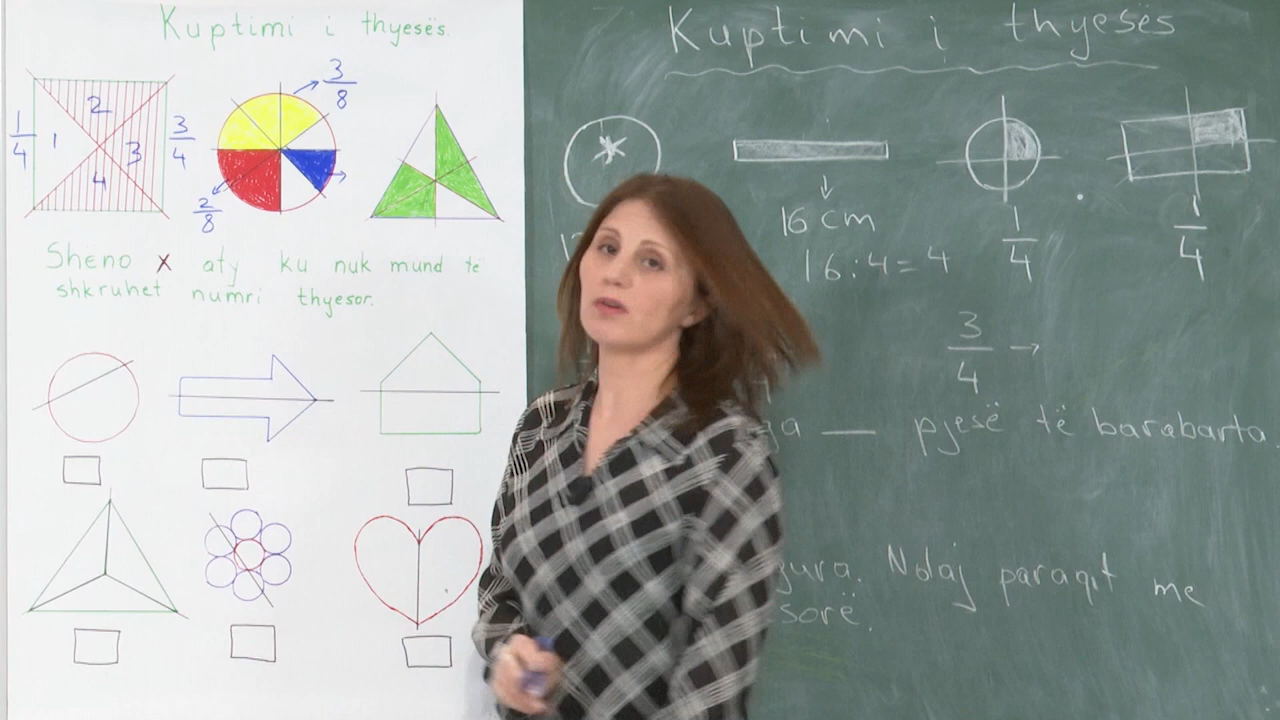 Kuptimi i thyesës.
1/4
1
2
3
4
3/4
3/8
2/8
Shëno x aty ku nuk mund të
shkruhet numri thyesor.
Kuptimi i thyesës
16 cm
16:4=4
1/4
1/4
3/4 →
pjesë të barabarta.
Ndaj paraqit me